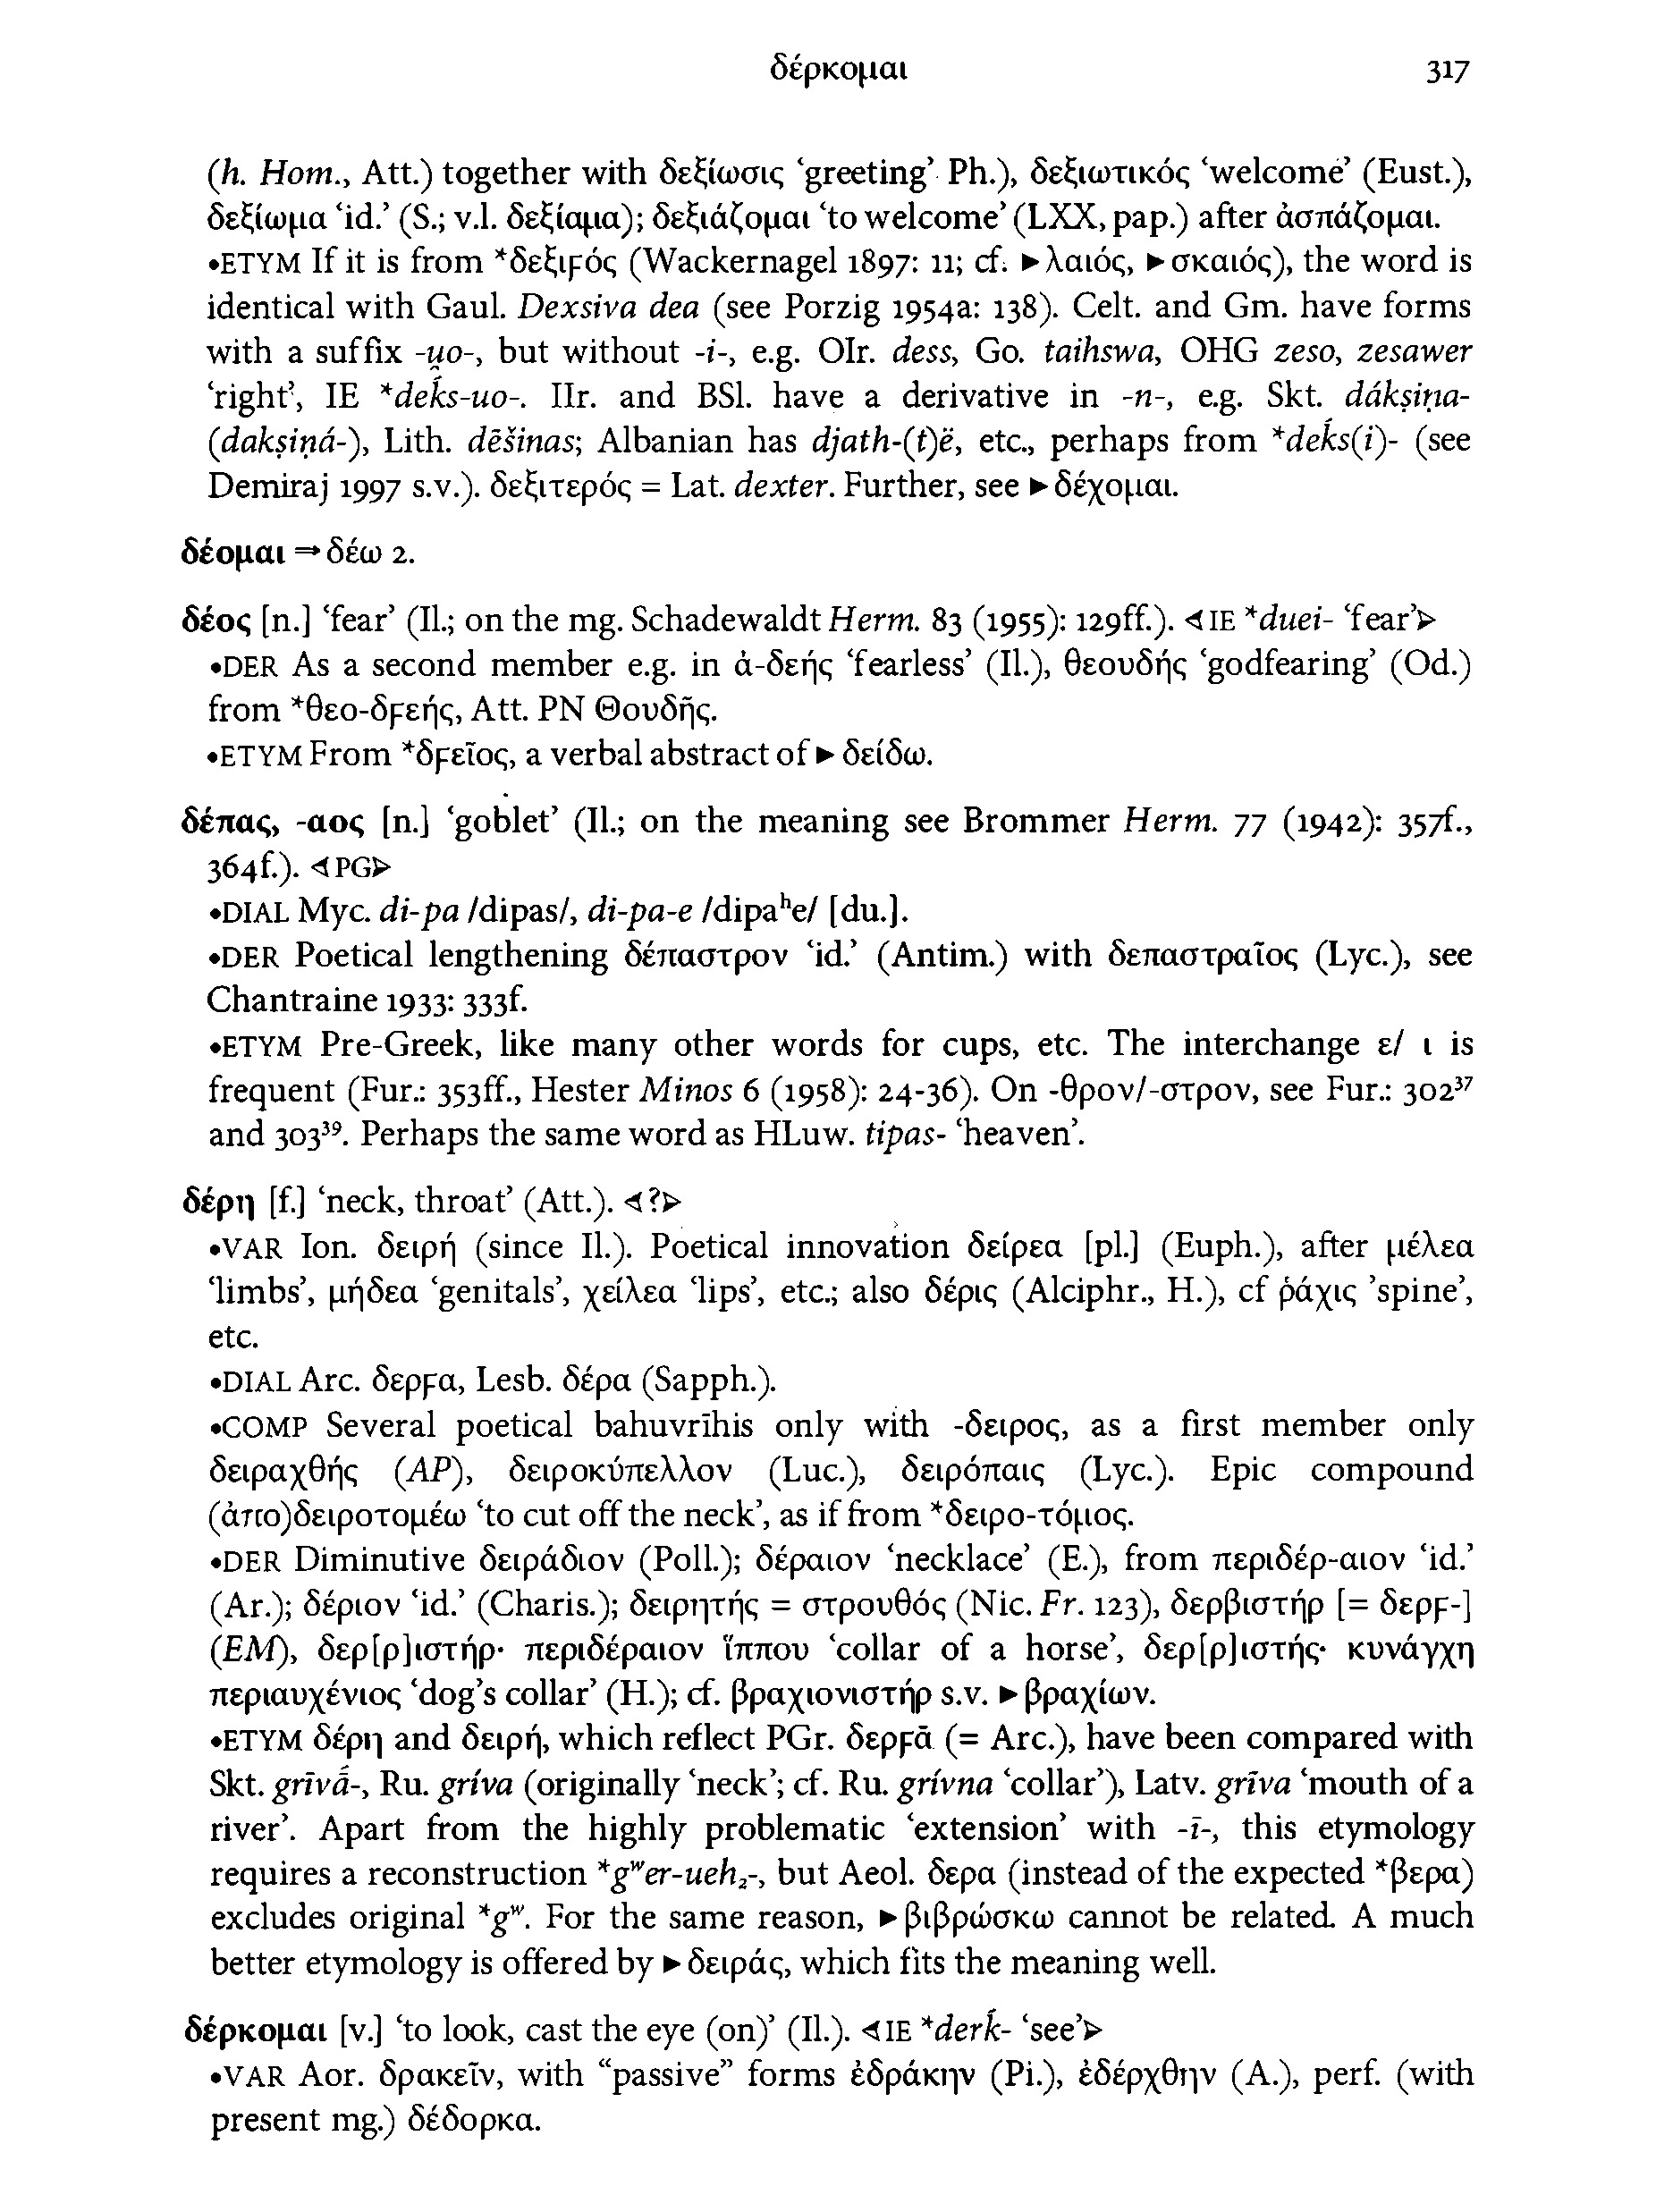 δέρκομαι 317
(h. Hom., Att.) together with δεξίωσις ‘greeting’ Ph.), δεξιωτικός ‘welcome’ (Eust.),
δεξίωμα ‘id.’ (S.; v.l. δεξίαμα); δεξιάζομαι ‘to welcome’ (LXX, pap.) after ἀσπάζομαι.
•ETYM If it is from *δεξιϝός (Wackernagel 1897: 11; cf. ►λαιός, ►σκαιός), the word is
identical with Gaul. Dexsiva dea (see Porzig 1954a: 138). Celt. and Gm. have forms
with a suffix -u̯o-, but without -i-, e.g. OIr. dess, Go. taihswa, OHG zeso, zesawer
‘right’, IE *deḱs-uo-. IIr. and BSl. have a derivative in -n-, e.g. Skt. dákṣiṇa-
(dakṣiṇá-), Lith. dẽšinas; Albanian has djath-(t)ë, etc., perhaps from *deḱs(i)- (see
Demiraj 1997 s.v.). δεξιτερός = Lat. dexter. Further, see ►δέχομαι.
δέομαι ⇒ δέω 2.
δέος [n.] ‘fear’ (Il.; on the mg. Schadewaldt Herm. 83 (1955): 129ff.). ◁IE *duei- ‘fear’▷
•DER As a second member e.g. in ἀ-δεής ‘fearless’ (Il.), θεουδής ‘godfearing’ (Od.)
from *θεο-δϝεής, Att. PN Θουδῆς.
•ETYM From *δϝεῖος, a verbal abstract of ► δείδω.
δέπας, -αος [n.] ‘goblet’ (Il.; on the meaning see Brommer Herm. 77 (1942): 357f.,
364f.). ◁PG▷
•DIAL Myc. di-pa /dipas/, di-pa-e /dipaʰe/ [du.].
•DER Poetical lengthening δέπαστρον ‘id.’ (Antim.) with δεπαστραῖος (Lyc.), see
Chantraine 1933: 333f.
•ETYM Pre-Greek, like many other words for cups, etc. The interchange ε/ ι is
frequent (Fur.: 353ff., Hester Minos 6 (1958): 24-36). On -θρον/-στρον, see Fur.: 302³⁷
and 303³⁹. Perhaps the same word as HLuw. tipas- ‘heaven’.
δέρη [f.] ‘neck, throat’ (Att.). ◁?▷
•VAR Ion. δειρή (since Il.). Poetical innovation δείρεα [pl.] (Euph.), after μέλεα
‘limbs’, μήδεα ‘genitals’, χείλεα ‘lips’, etc.; also δέρις (Alciphr., H.), cf ῥάχις ’spine’,
etc.
•DIAL Arc. δερϝα, Lesb. δέρα (Sapph.).
•COMP Several poetical bahuvrīhis only with -δειρος, as a first member only
δειραχθής (AP), δειροκύπελλον (Luc.), δειρόπαις (Lyc.). Epic compound
(ἀπο)δειροτομέω ‘to cut off the neck’, as if from *δειρο-τόμος.
•DER Diminutive δειράδιον (Poll.); δέραιον ‘necklace’ (E.), from περιδέρ-αιον ‘id.’
(Ar.); δέριον ‘id.’ (Charis.); δειρητής = στρουθός (Nic. Fr. 123), δερβιστήρ [= δερϝ-]
(EM), δερ[ρ]ιστήρ· περιδέραιον ἵππου ‘collar of a horse’, δερ[ρ]ιστής· κυνάγχη
περιαυχένιος ‘dog’s collar’ (H.); cf. βραχιονιστήρ s.v. ►βραχίων.
•ETYM δέρη and δειρή, which reflect PGr. δερϝᾱ (= Arc.), have been compared with
Skt. grīvā́-, Ru. gríva (originally ‘neck’; cf. Ru. grívna ‘collar’), Latv. grīva ‘mouth of a
river’. Apart from the highly problematic ‘extension’ with -ī-, this etymology
requires a reconstruction *gʷer-ueh₂-, but Aeol. δερα (instead of the expected *βερα)
excludes original *gʷ. For the same reason, ►βιβρώσκω cannot be related. A much
better etymology is offered by ►δειράς, which fits the meaning well.
δέρκομαι [v.] ‘to look, cast the eye (on)’ (Il.). ◁IE *derḱ- ‘see’▷
•VAR Aor. δρακεῖν, with “passive” forms ἐδράκην (Pi.), ἐδέρχθην (A.), perf. (with
present mg.) δέδορκα.